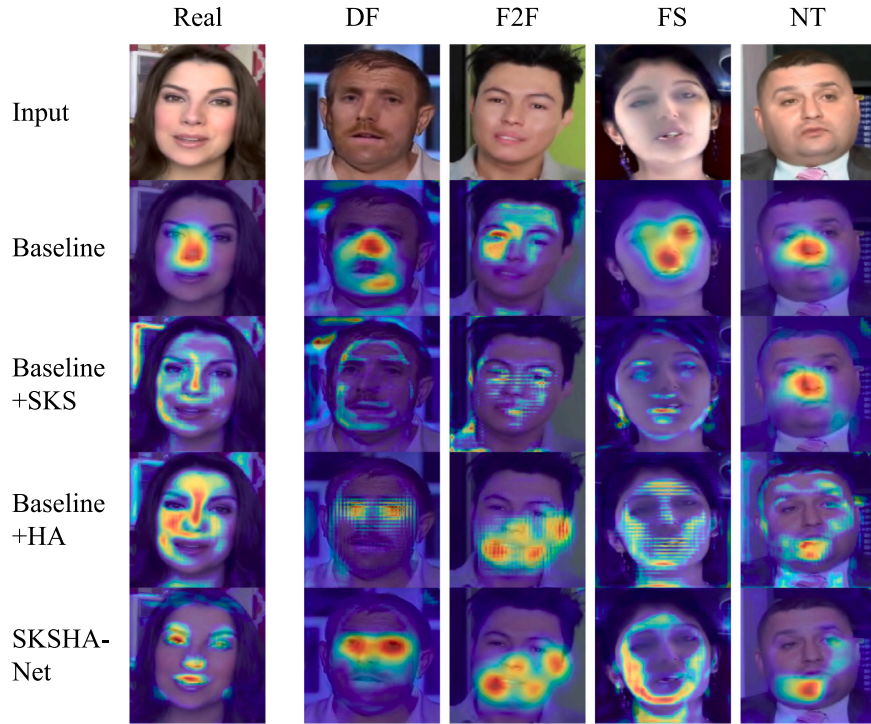 Real DF F2F FS NT
Input
Baseline
Baseline
+SKS
Baseline
+HA
SKSHA-
Net